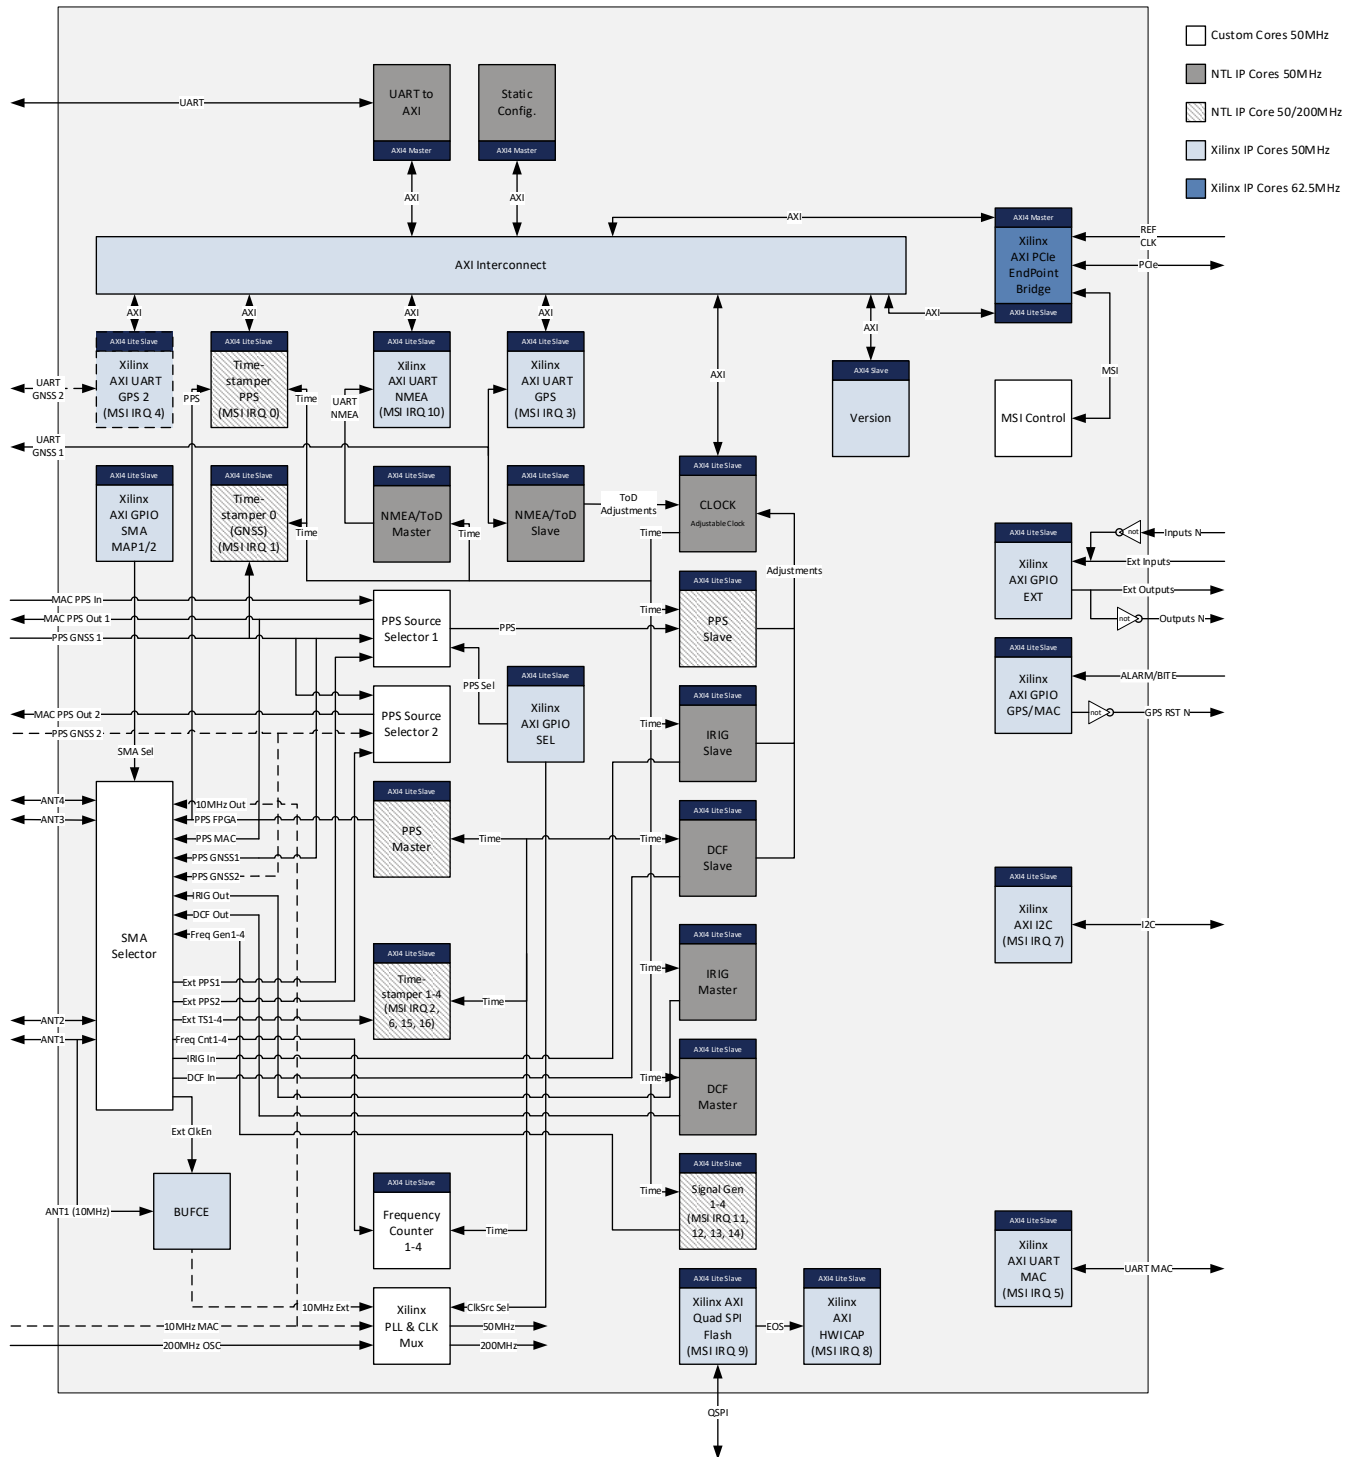 Custom Cores 50MHz
NTL IP Cores 50MHz
NTL IP Core 50/200MHz
Xilinx IP Cores 50MHz
Xilinx IP Cores 62.5MHz
UART
UART to
AXI
AXI4 Master
Static
Config.
AXI4 Master
AXI
AXI
AXI
AXI Interconnect
AXI4 Master
Xilinx
AXI PCIe
EndPoint
Bridge
AXI4 Lite Slave
REF
CLK
PCIe
AXI
AXI
AXI
AXI
AXI
AXI
AXI
MSI
AXI4 Lite Slave
Xilinx
AXI UART
GPS 2
(MSI IRQ 4)
UART
GNSS 2
AXI4 Lite Slave
Time-
stamper
PPS
(MSI IRQ 0)
PPS
Time
AXI4 Lite Slave
Xilinx
AXI UART
NMEA
(MSI IRQ 10)
UART
NMEA
AXI4 Lite Slave
Xilinx
AXI UART
GPS
(MSI IRQ 3)
AXI4 Slave
Version
MSI Control
UART
GNSS 1
AXI4 Lite Slave
Xilinx
AXI GPIO
SMA
MAP1/2
AXI4 Lite Slave
Time-
stamper 0
(GNSS)
(MSI IRQ 1)
Time
AXI4 Lite Slave
NMEA/ToD
Master
Time
AXI4 Lite Slave
NMEA/ToD
Slave
ToD
Adjustments
AXI4 Lite Slave
CLOCK
Adjustable Clock
Time
Adjustments
AXI4 Lite Slave
Xilinx
AXI GPIO
EXT
not
Inputs N
Ext Inputs
Ext Outputs
not
Outputs N
MAC PPS In
MAC PPS Out 1
PPS GNSS 1
PPS Source
Selector 1
PPS
Time
AXI4 Lite Slave
PPS
Slave
AXI4 Lite Slave
Xilinx
AXI GPIO
GPS/MAC
ALARM/BITE
not
GPS RST N
PPS Sel
AXI4 Lite Slave
Xilinx
AXI GPIO
SEL
MAC PPS Out 2
PPS GNSS 2
PPS Source
Selector 2
Time
AXI4 Lite Slave
IRIG
Slave
SMA Sel
ANT4
ANT3
ANT2
ANT1
SMA
Selector
10MHz Out
PPS FPGA
PPS MAC
PPS GNSS1
PPS GNSS2
IRIG Out
DCF Out
Freq Gen1-4
Ext PPS1
Ext PPS2
Ext TS1-4
Freq Cnt1-4
IRIG In
DCF In
AXI4 Lite Slave
PPS
Master
Time
Time
AXI4 Lite Slave
DCF
Slave
AXI4 Lite Slave
Xilinx
AXI I2C
(MSI IRQ 7)
I2C
AXI4 Lite Slave
Time-
stamper 1-4
(MSI IRQ 2,
6, 15, 16)
Time
Time
AXI4 Lite Slave
IRIG
Master
Time
AXI4 Lite Slave
DCF
Master
Ext ClkEn
ANT1 (10MHz)
BUFCE
AXI4 Lite Slave
Frequency
Counter
1-4
Time
Time
AXI4 Lite Slave
Signal Gen
1-4
(MSI IRQ 11,
12, 13, 14)
AXI4 Lite Slave
Xilinx
AXI UART
MAC
(MSI IRQ 5)
UART MAC
10MHz Ext
10MHz MAC
200MHz OSC
Xilinx
PLL & CLK
Mux
ClkSrc Sel
50MHz
200MHz
AXI4 Lite Slave
Xilinx AXI
Quad SPI
Flash
(MSI IRQ 9)
EOS
AXI4 Lite Slave
Xilinx
AXI
HWICAP
(MSI IRQ 8)
QSPI